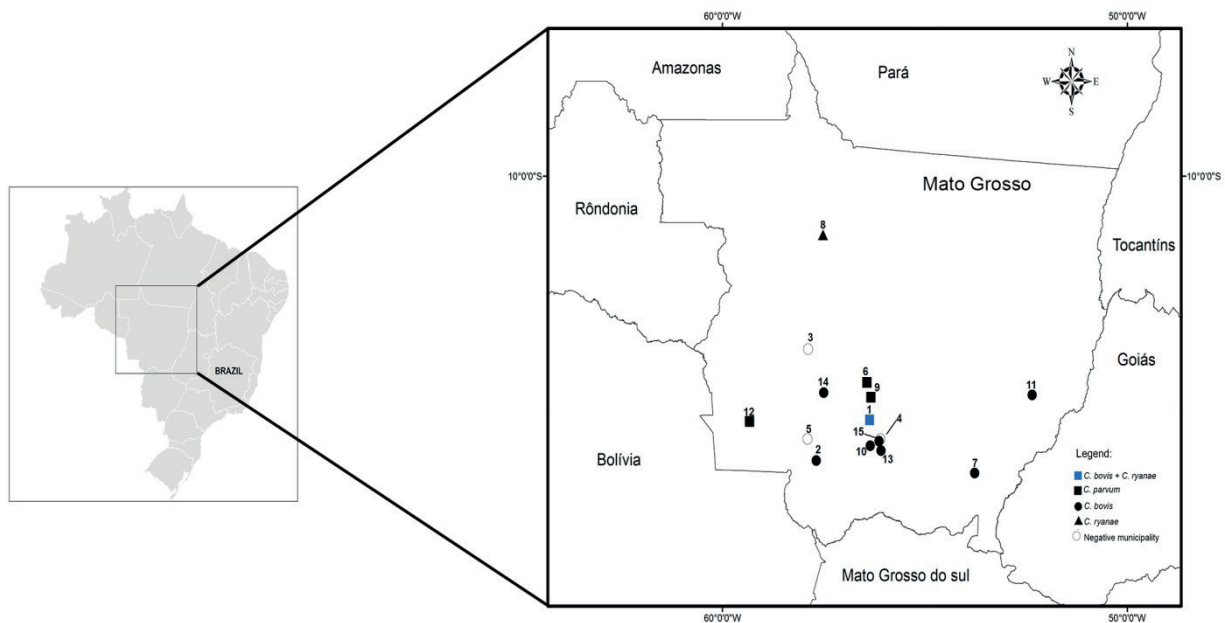 60°0'0"W
50°0'0"W
Amazonas
Pará
N
W
E
S
10°0'0"S
10°0'0"S
Mato Grosso
Rôndonia
8
Tocantíns
3
Goiás
6
14
9
11
12
1
4
5
15
2
10
13
7
BRAZIL
Bolívia
Legend:
C. bovis + C. ryanae
C. parvum
C. bovis
C. ryanae
Negative municipality
Mato Grosso do sul
60°0'0"W
50°0'0"W